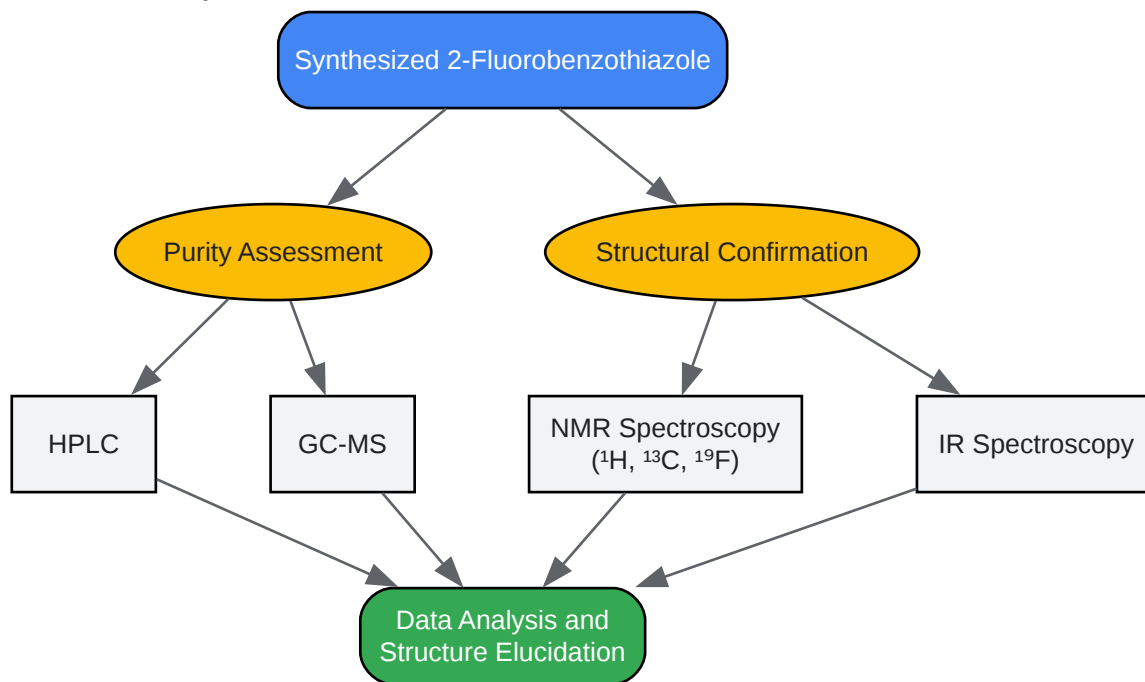 Synthesized 2-Fluorobenzothiazole
Purity Assessment
Structural Confirmation
HPLC
GC-MS
NMR Spectroscopy
(¹H, ¹³C, ¹⁹F)
IR Spectroscopy
Data Analysis and
Structure Elucidation